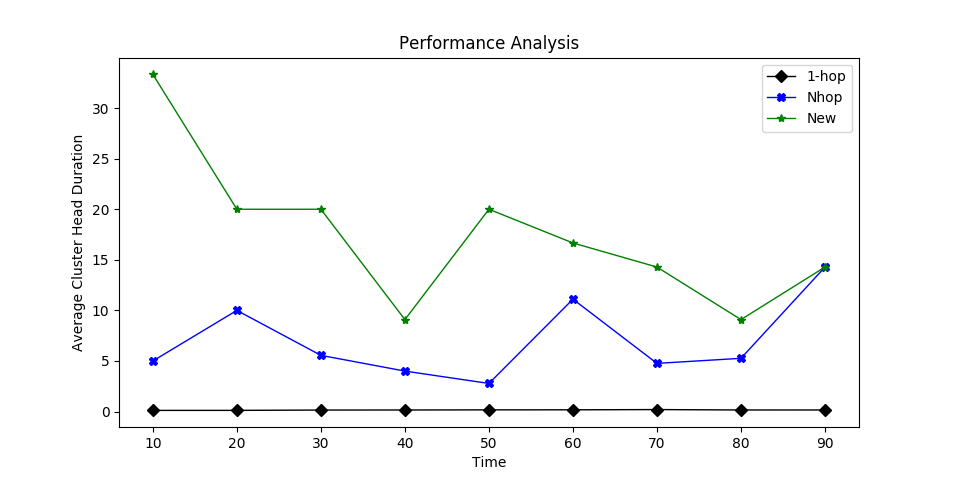 Performance Analysis
1-hop
Nhop
New
Average Cluster Head Duration
30
25
20
15
10
5
0
10 20 30 40 50 60 70 80 90
Time